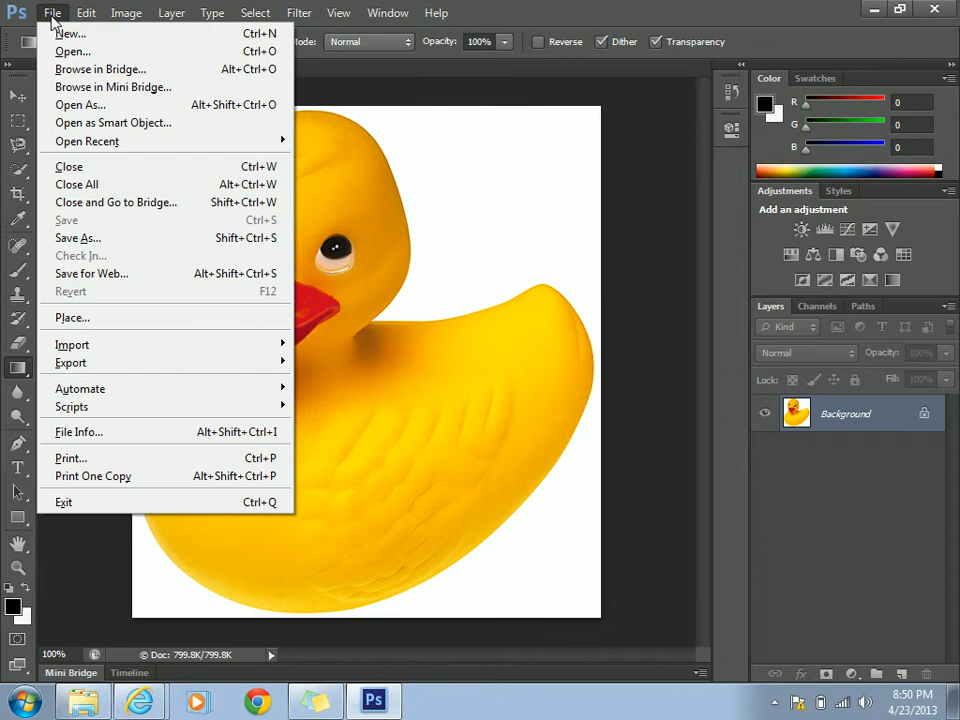 Ps File Edit Image Layer Type Select Filter View Window Help
Mode: Normal Opacity: 100% Reverse Dither Transparency
New... Ctrl+N
Open... Ctrl+O
Browse in Bridge... Alt+Ctrl+O
Browse in Mini Bridge...
Open As... Alt+Shift+Ctrl+O
Open as Smart Object...
Open Recent
Close Ctrl+W
Close All Alt+Ctrl+W
Close and Go to Bridge... Shift+Ctrl+W
Save Ctrl+S
Save As... Shift+Ctrl+S
Check In...
Save for Web... Alt+Shift+Ctrl+S
Revert F12
Place...
Import
Export
Automate
Scripts
File Info... Alt+Shift+Ctrl+I
Print... Ctrl+P
Print One Copy Alt+Shift+Ctrl+P
Exit Ctrl+Q
Color Swatches
R 0
G 0
B 0
Adjustments Styles
Add an adjustment
Layers Channels Paths
Kind
Normal Opacity: 100%
Lock: Fill: 100%
Background
100% Doc: 799.8K/799.8K
Mini Bridge Timeline
Ps
8:50 PM
4/23/2013